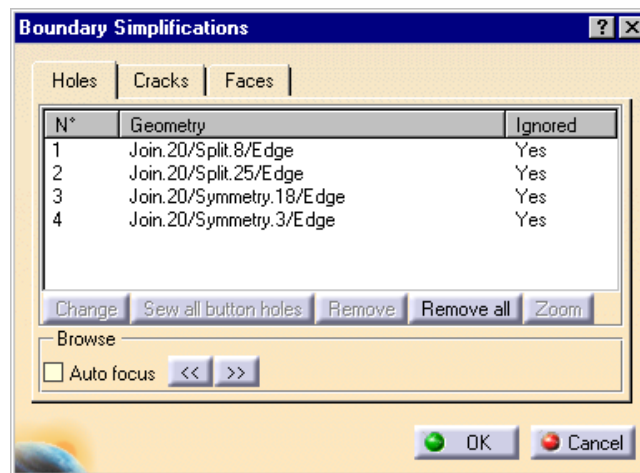 Boundary Simplifications
Holes Cracks Faces
N° Geometry Ignored
1 Join.20/Split.8/Edge Yes
2 Join.20/Split.25/Edge Yes
3 Join.20/Symmetry.18/Edge Yes
4 Join.20/Symmetry.3/Edge Yes
Change Sew all button holes Remove Remove all Zoom
Browse
Auto focus << >>
OK Cancel